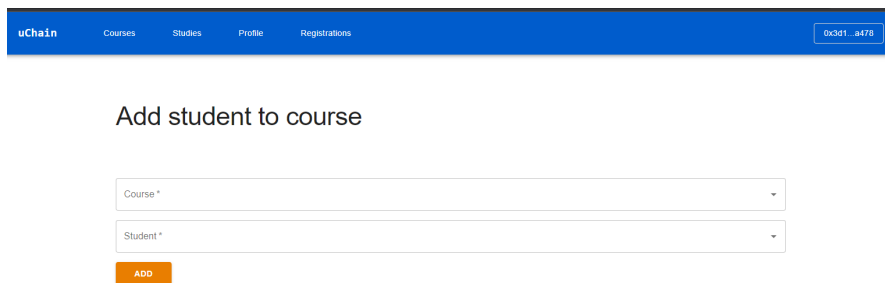 uChain Courses Studies Profile Registrations 0x3d1...a478
Add student to course
Course *
Student *
ADD